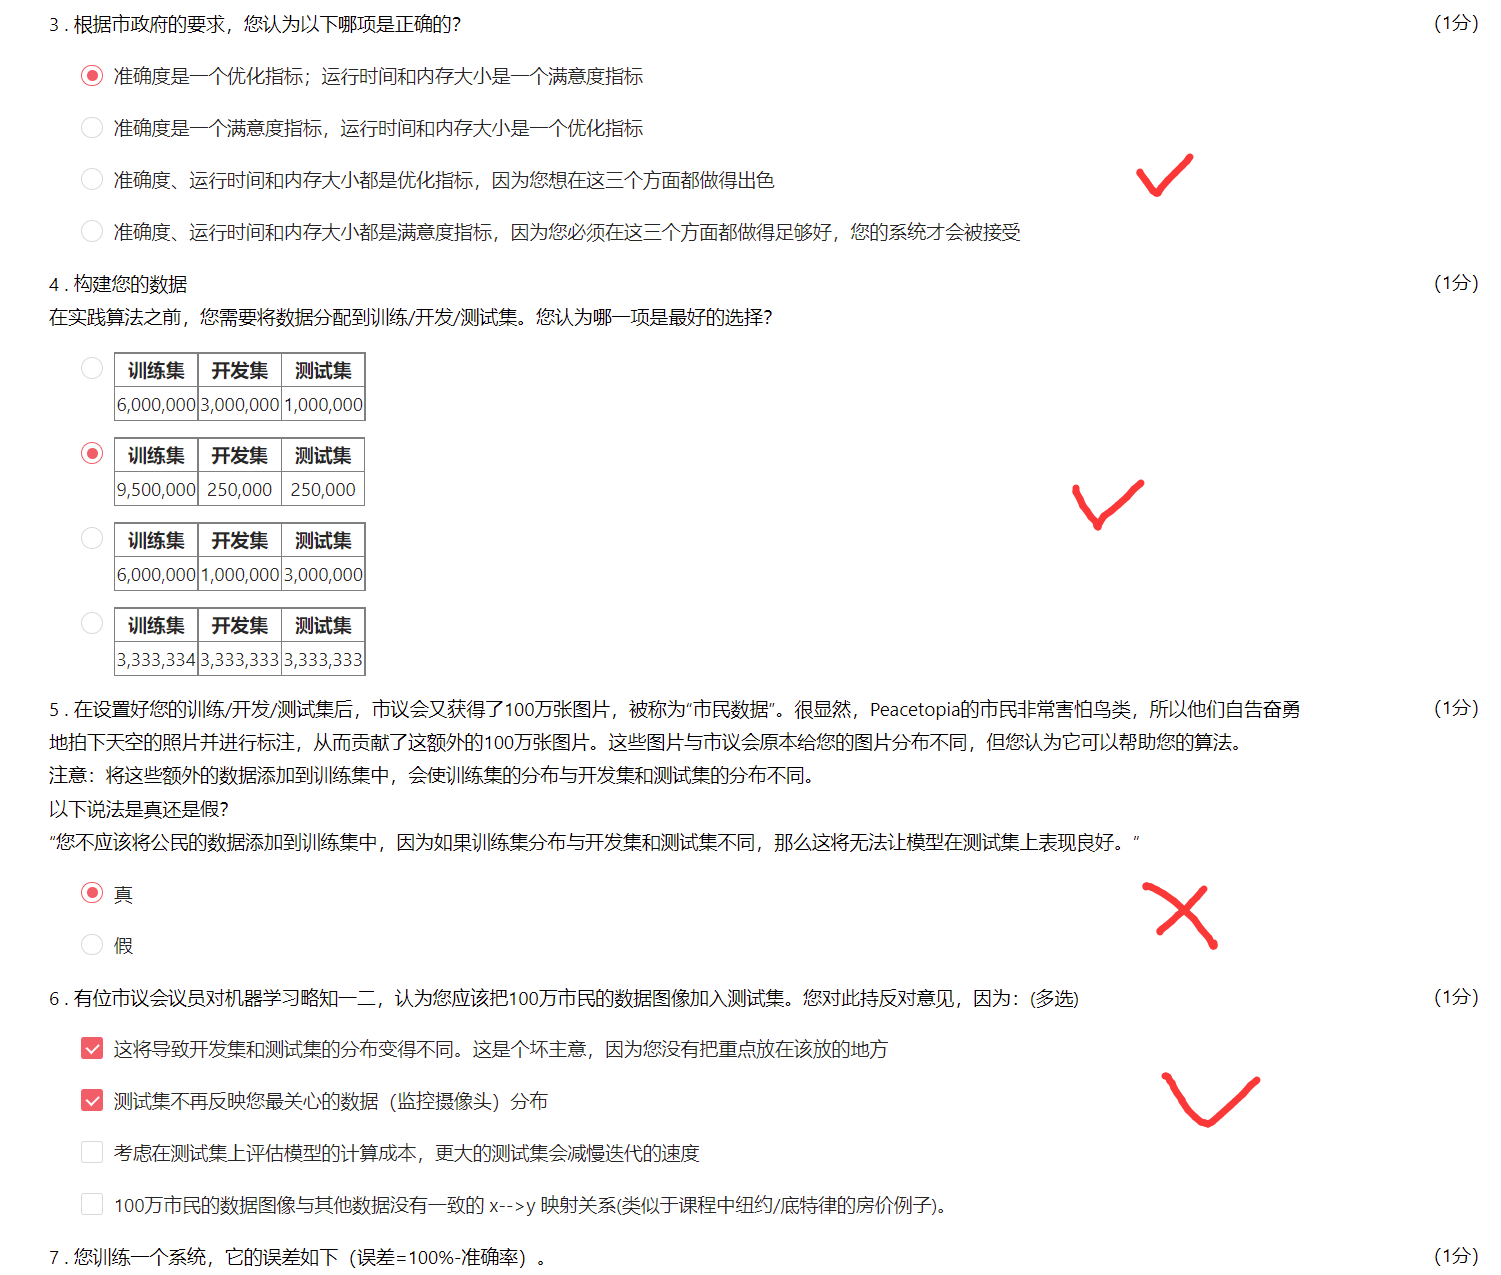 3 . 根据市政府的要求，您认为以下哪项是正确的？ （1分）
准确度是一个优化指标；运行时间和内存大小是一个满意度指标
准确度是一个满意度指标，运行时间和内存大小是一个优化指标
准确度、运行时间和内存大小都是优化指标，因为您想在这三个方面都做得出色
准确度、运行时间和内存大小都是满意度指标，因为您必须在这三个方面都做得足够好，您的系统才会被接受
4 . 构建您的数据 （1分）
在实践算法之前，您需要将数据分配到训练/开发/测试集。您认为哪一项是最好的选择？
训练集 开发集 测试集
6,000,000 3,000,000 1,000,000
训练集 开发集 测试集
9,500,000 250,000 250,000
训练集 开发集 测试集
6,000,000 1,000,000 3,000,000
训练集 开发集 测试集
3,333,334 3,333,333 3,333,333
5 . 在设置好您的训练/开发/测试集后，市议会又获得了100万张图片，被称为“市民数据”。很显然，Peacetopia的市民非常害怕鸟类，所以他们自告奋勇 （1分）
地拍下天空的照片并进行标注，从而贡献了这额外的100万张图片。这些图片与市议会原本给您的图片分布不同，但您认为它可以帮助您的算法。
注意：将这些额外的数据添加到训练集中，会使训练集的分布与开发集和测试集的分布不同。
以下说法是真还是假？
“您不应该将公民的数据添加到训练集中，因为如果训练集分布与开发集和测试集不同，那么这将无法让模型在测试集上表现良好。”
真
假
6 . 有位市议会议员对机器学习略知一二，认为您应该把100万市民的数据图像加入测试集。您对此持反对意见，因为：(多选) （1分）
这将导致开发集和测试集的分布变得不同。这是个坏主意，因为您没有把重点放在该放的地方
测试集不再反映您最关心的数据（监控摄像头）分布
考虑在测试集上评估模型的计算成本，更大的测试集会减慢迭代的速度
100万市民的数据图像与其他数据没有一致的 x-->y 映射关系(类似于课程中纽约/底特律的房价例子)。
7 . 您训练一个系统，它的误差如下（误差=100%-准确率）。 （1分）